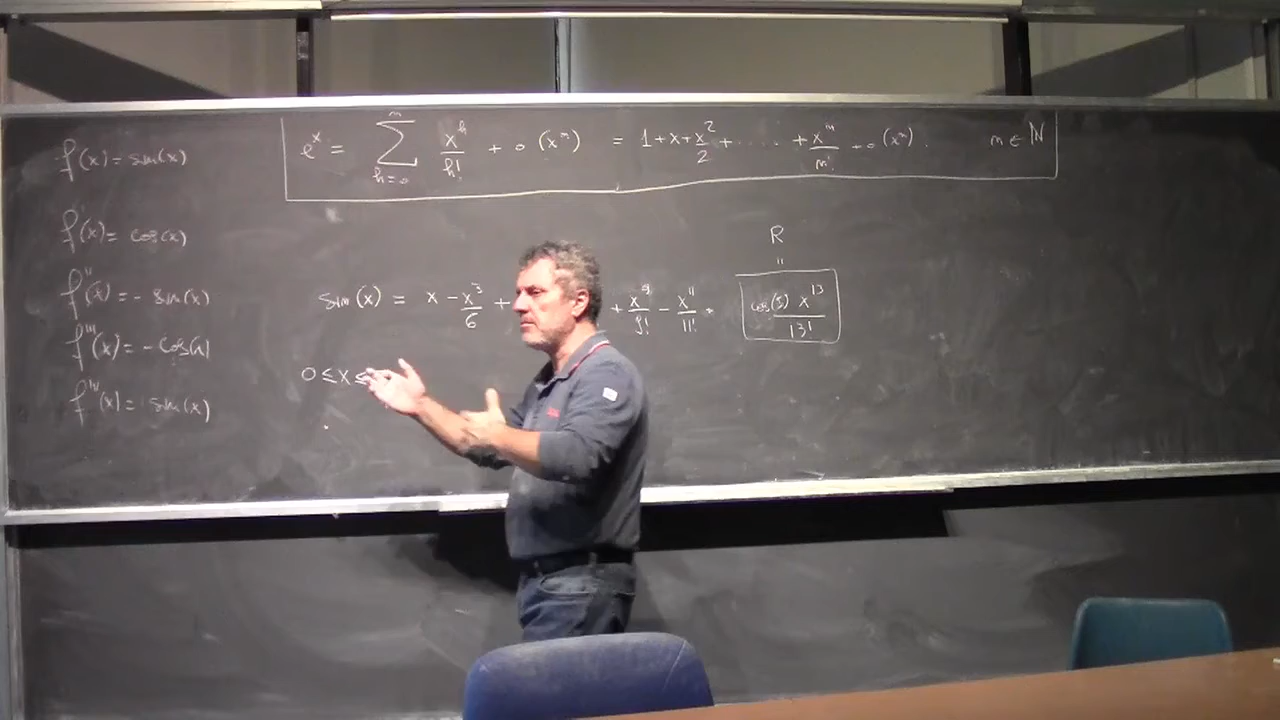 f(x) = sin(x)
f'(x) = cos(x)
f''(x) = - sin(x)
f'''(x) = - cos(x)
f^IV(x) = sin(x)
e^x = ∑_{h=0}^{n} x^h/h! + o(x^n) = 1 + x + x^2/2 + ..... + x^n/n! + o(x^n). n ∈ ℕ
R
"
sin(x) = x - x^3/6 + + x^9/9! - x^11/11! + cos(ξ) x^13/13!
0 ≤ x ≤